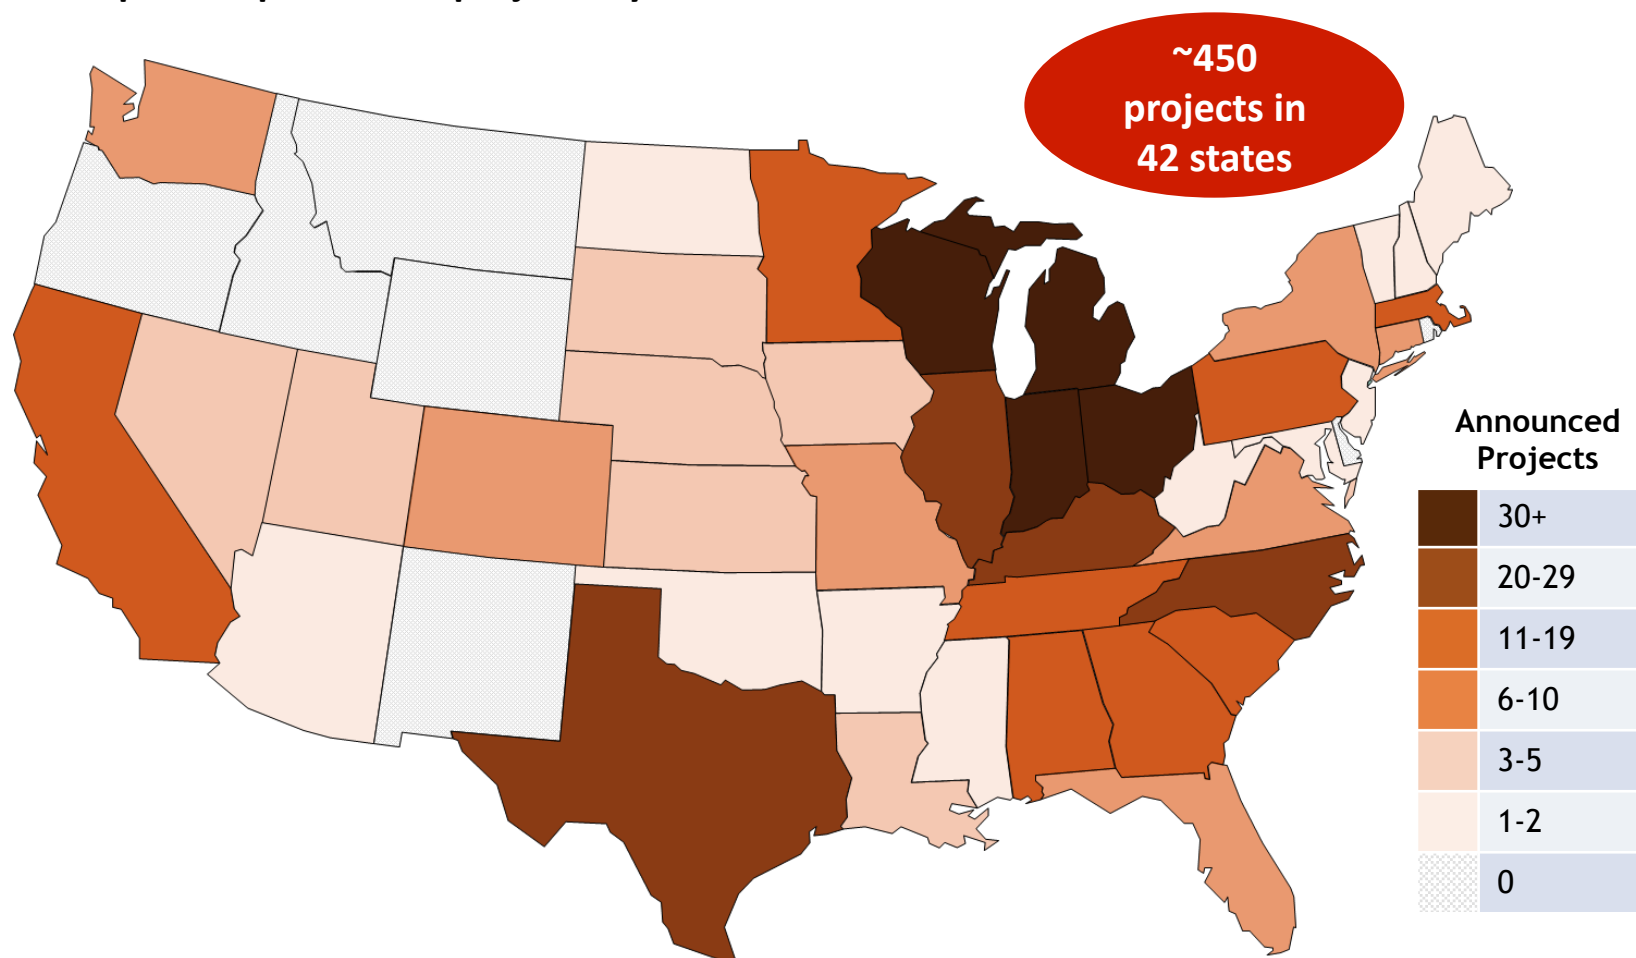 ~450
projects in
42 states
Announced
Projects
30+
20-29
11-19
6-10
3-5
1-2
0